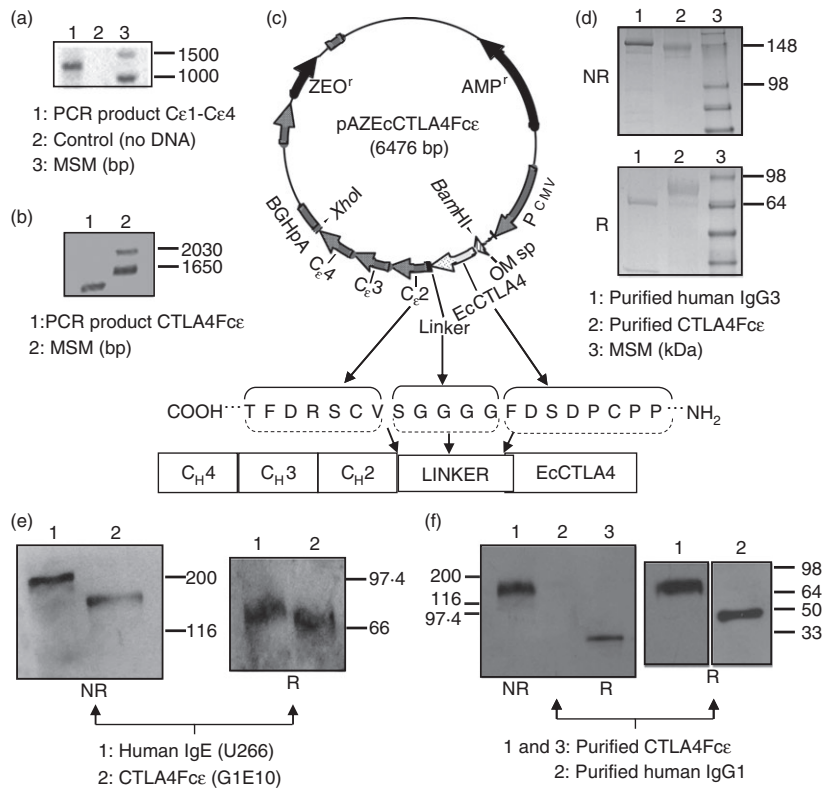 (a)
1 2 3
1500
1000
1: PCR product Cε1-Cε4
2: Control (no DNA)
3: MSM (bp)
(b)
1 2
2030
1650
1:PCR product CTLA4Fcε
2: MSM (bp)
(c)
ZEOʳ
AMPʳ
pAZEcCTLA4Fcε
(6476 bp)
XhoI
BamHI
P CMV
BGHpA
Cε4
Cε3
Cε2
OM sp
EcCTLA4
Linker
COOH···T F D R S C V S G G G G F D S D P C P P···NH₂
C_H4 C_H3 C_H2 LINKER EcCTLA4
(d)
1 2 3
NR
148
98
1 2 3
R
98
64
1: Purified human IgG3
2: Purified CTLA4Fcε
3: MSM (kDa)
(e)
1 2
200
116
NR
1 2
97·4
66
R
1: Human IgE (U266)
2: CTLA4Fcε (G1E10)
(f)
1 2 3
200
116
97·4
NR R
1 2
98
64
50
33
R
1 and 3: Purified CTLA4Fcε
2: Purified human IgG1